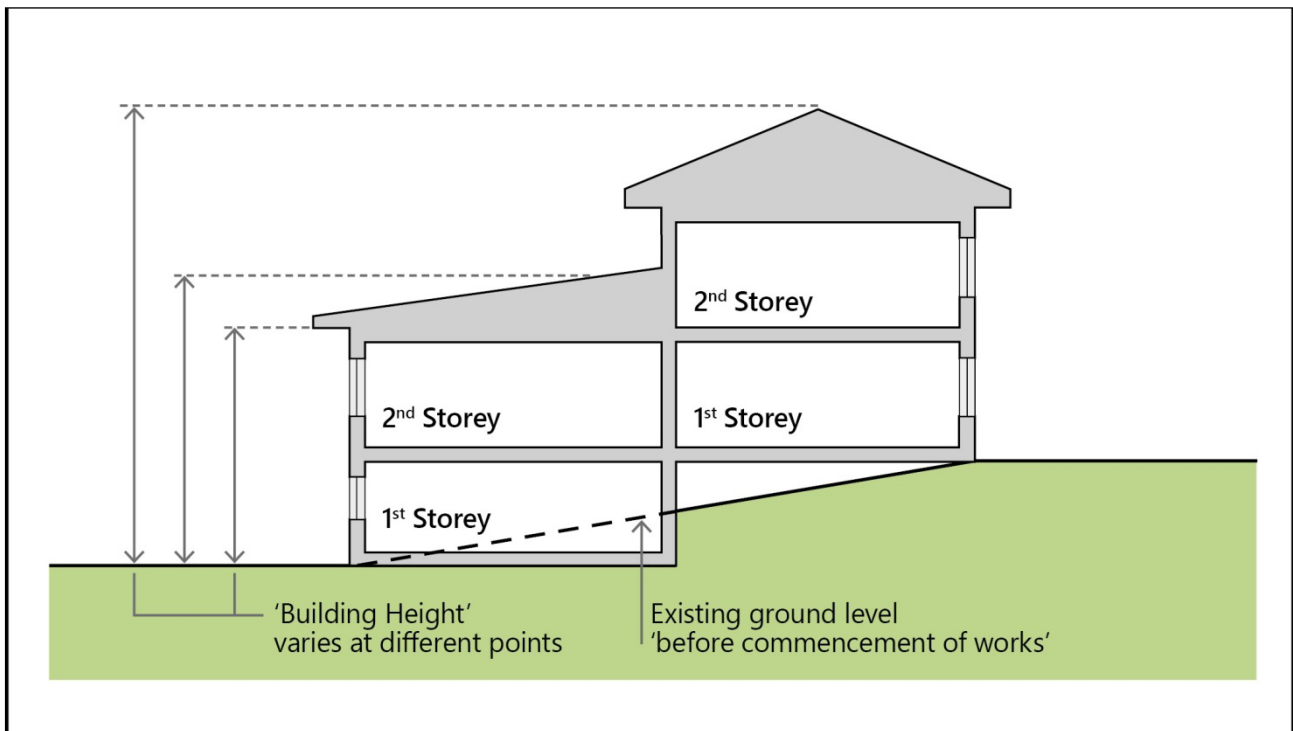 2nd Storey
2nd Storey
1st Storey
1st Storey
‘Building Height’
varies at different points
Existing ground level
‘before commencement of works’